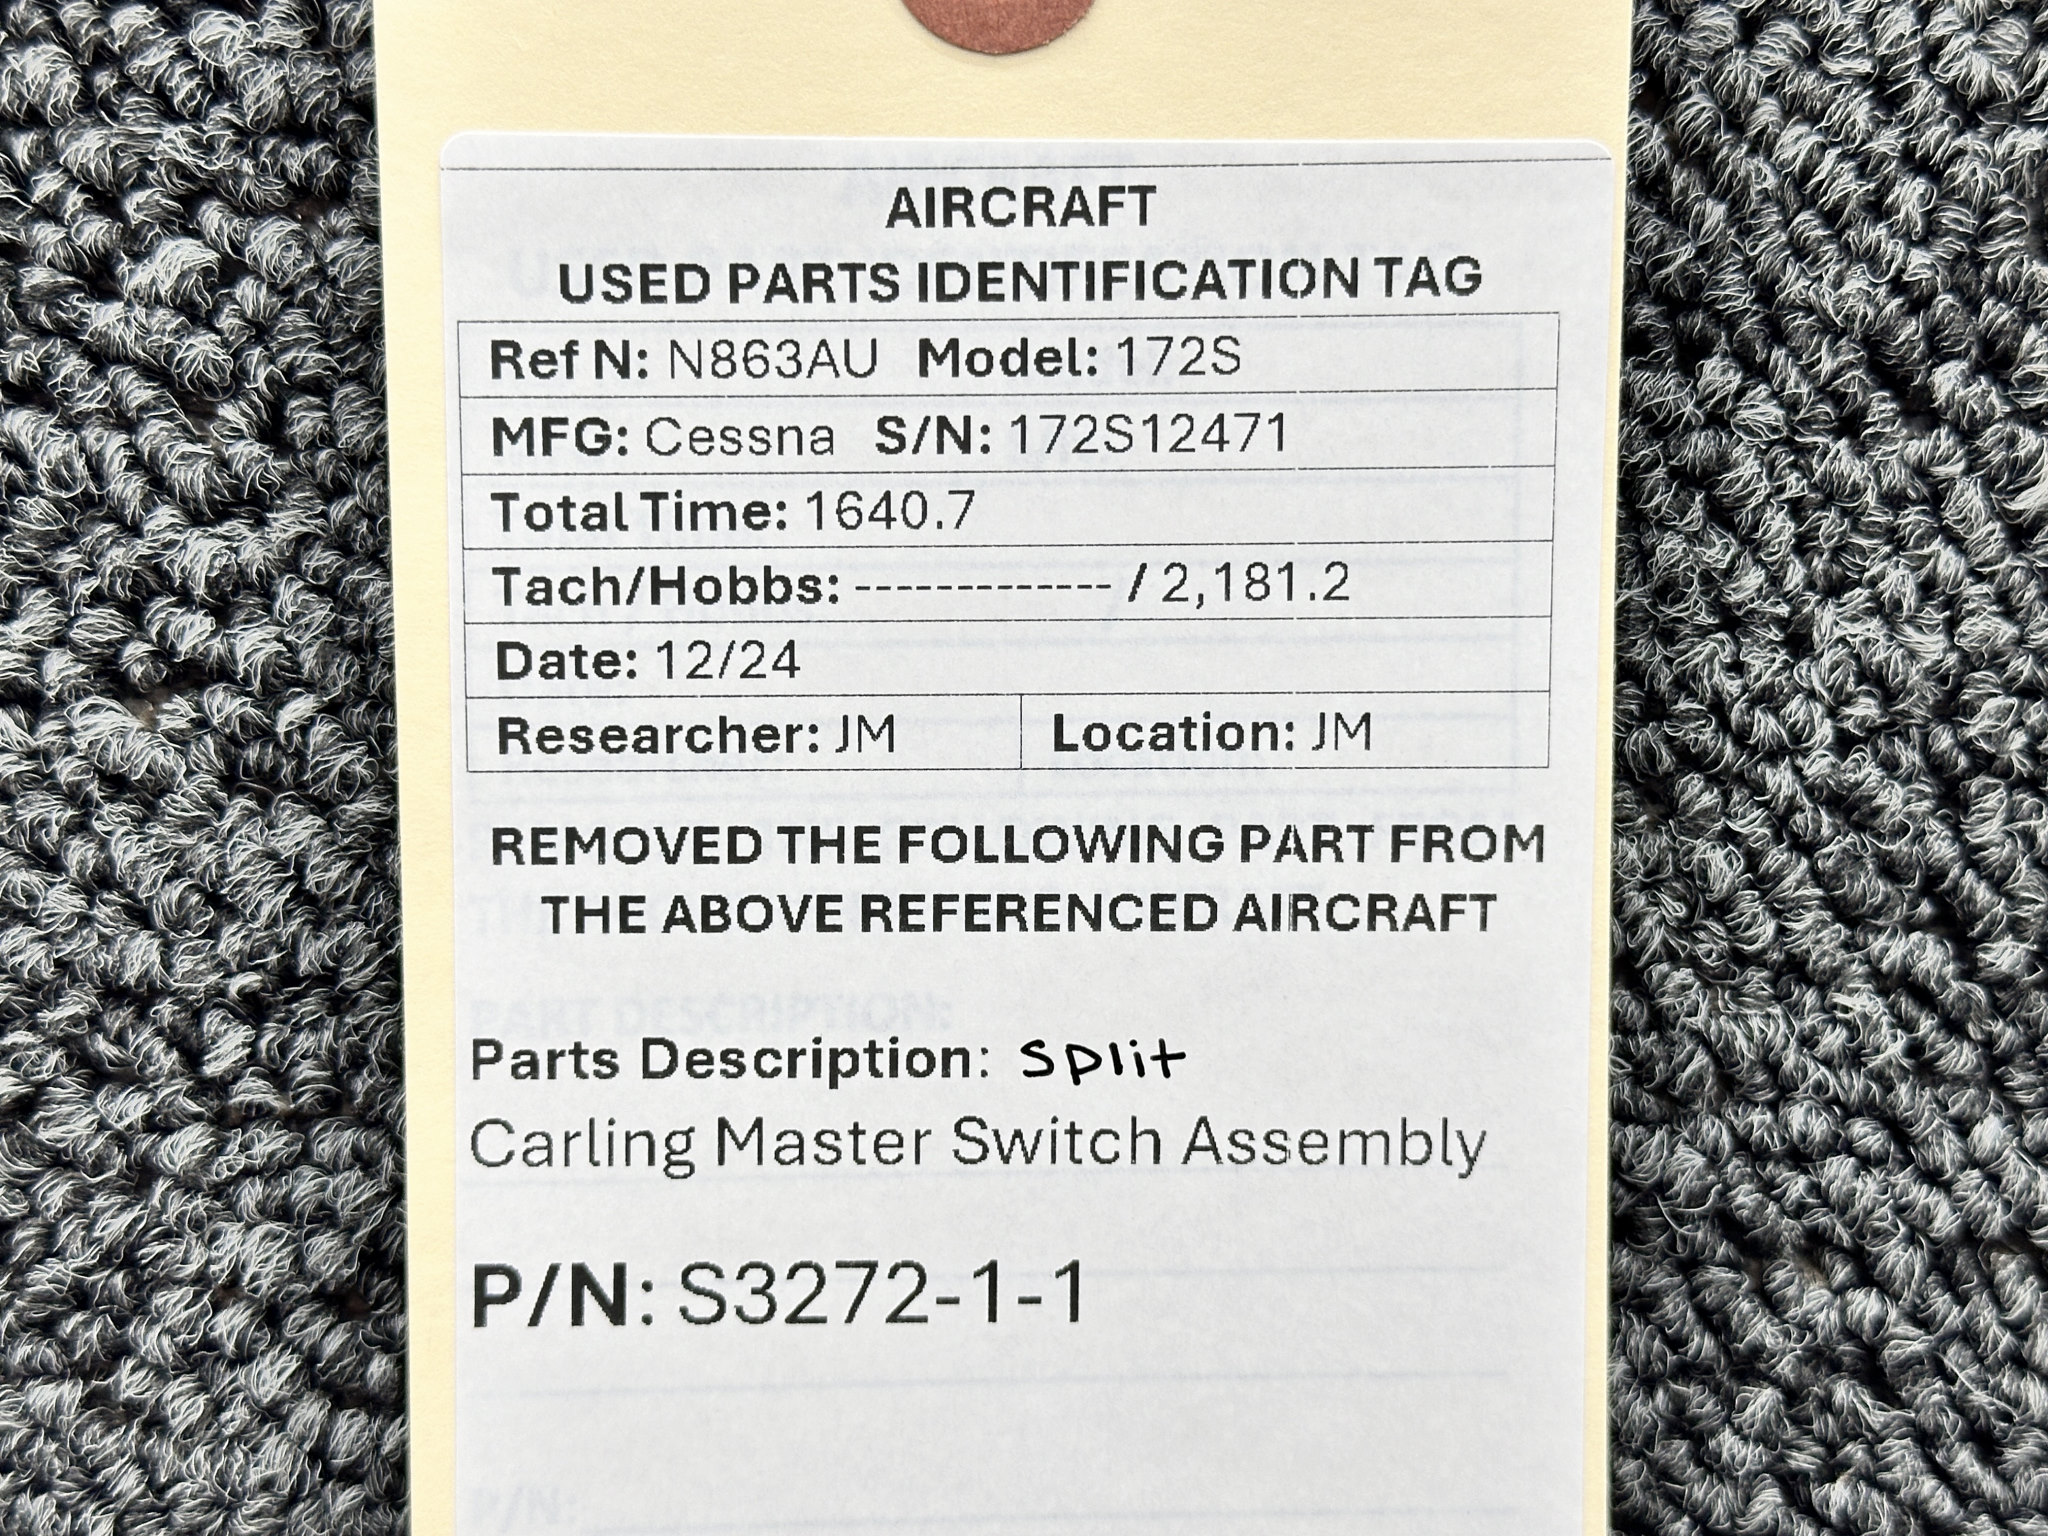 AIRCRAFT
USED PARTS IDENTIFICATION TAG
Ref N: N863AU Model: 172S
MFG: Cessna S/N: 172S12471
Total Time: 1640.7
Tach/Hobbs: ------------- / 2,181.2
Date: 12/24
Researcher: JM Location: JM
REMOVED THE FOLLOWING PART FROM
THE ABOVE REFERENCED AIRCRAFT
PART DESCRIPTION:
Parts Description: Split
Carling Master Switch Assembly
P/N: S3272-1-1
P/N: